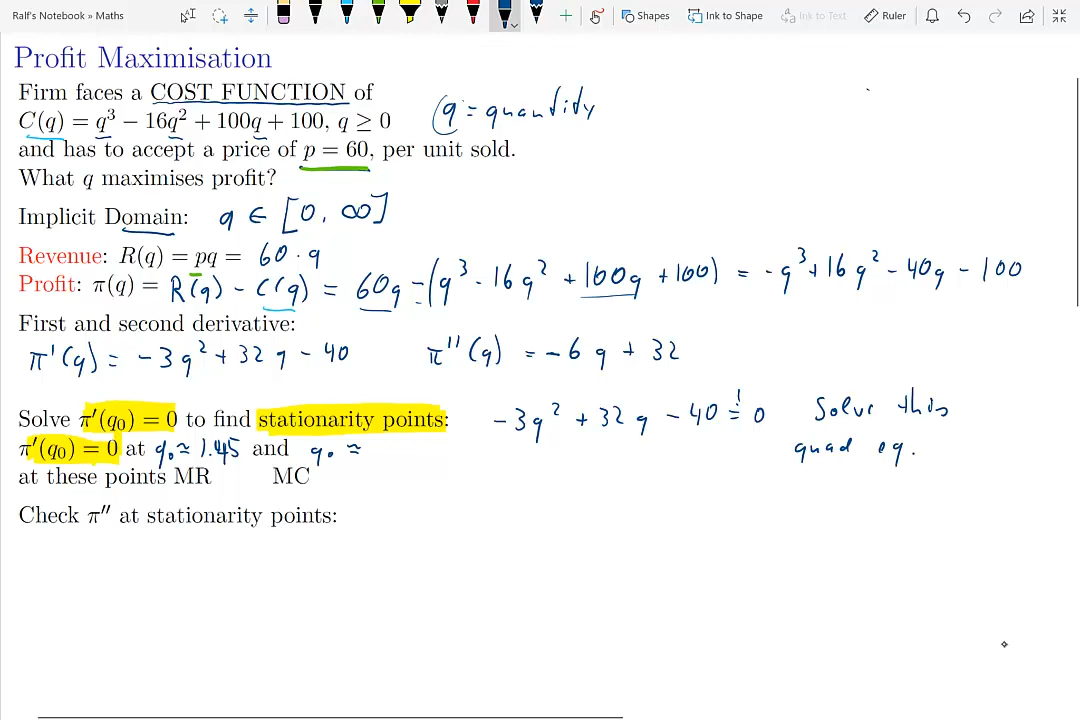 Ralf's Notebook » Maths
Shapes Ink to Shape Ink to Text Ruler
Profit Maximisation
Firm faces a COST FUNCTION of
C(q) = q³ − 16q² + 100q + 100, q ≥ 0 (q = quantity
and has to accept a price of p = 60, per unit sold.
What q maximises profit?
Implicit Domain: q ∈ [0, ∞]
Revenue: R(q) = pq = 60 · q
Profit: π(q) = R(q) − C(q) = 60q − (q³ − 16q² + 100q + 100) = −q³ + 16q² − 40q − 100
First and second derivative:
π'(q) = −3q² + 32q − 40 π''(q) = −6q + 32
Solve π′(q₀) = 0 to find stationarity points: −3q² + 32q − 40 =! 0 Solve this
π′(q₀) = 0 at q₀ ≈ 1.45 and q₀ ≈ quad eq.
at these points MR MC
Check π″ at stationarity points: